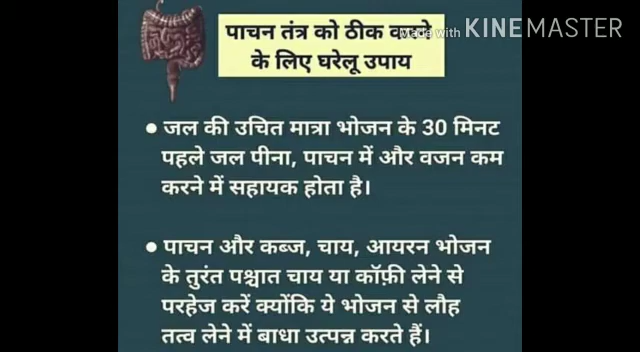 पाचन तंत्र को ठीक
Made with KINEMASTER
के लिए घरेलू उपाय
● जल की उचित मात्रा भोजन के 30 मिनट
पहले जल पीना, पाचन में और वजन कम
करने में सहायक होता है।
● पाचन और कब्ज, चाय, आयरन भोजन
के तुरंत पश्चात चाय या कॉफ़ी लेने से
परहेज करें क्योंकि ये भोजन से लौह
तत्व लेने में बाधा उत्पन्न करते हैं।